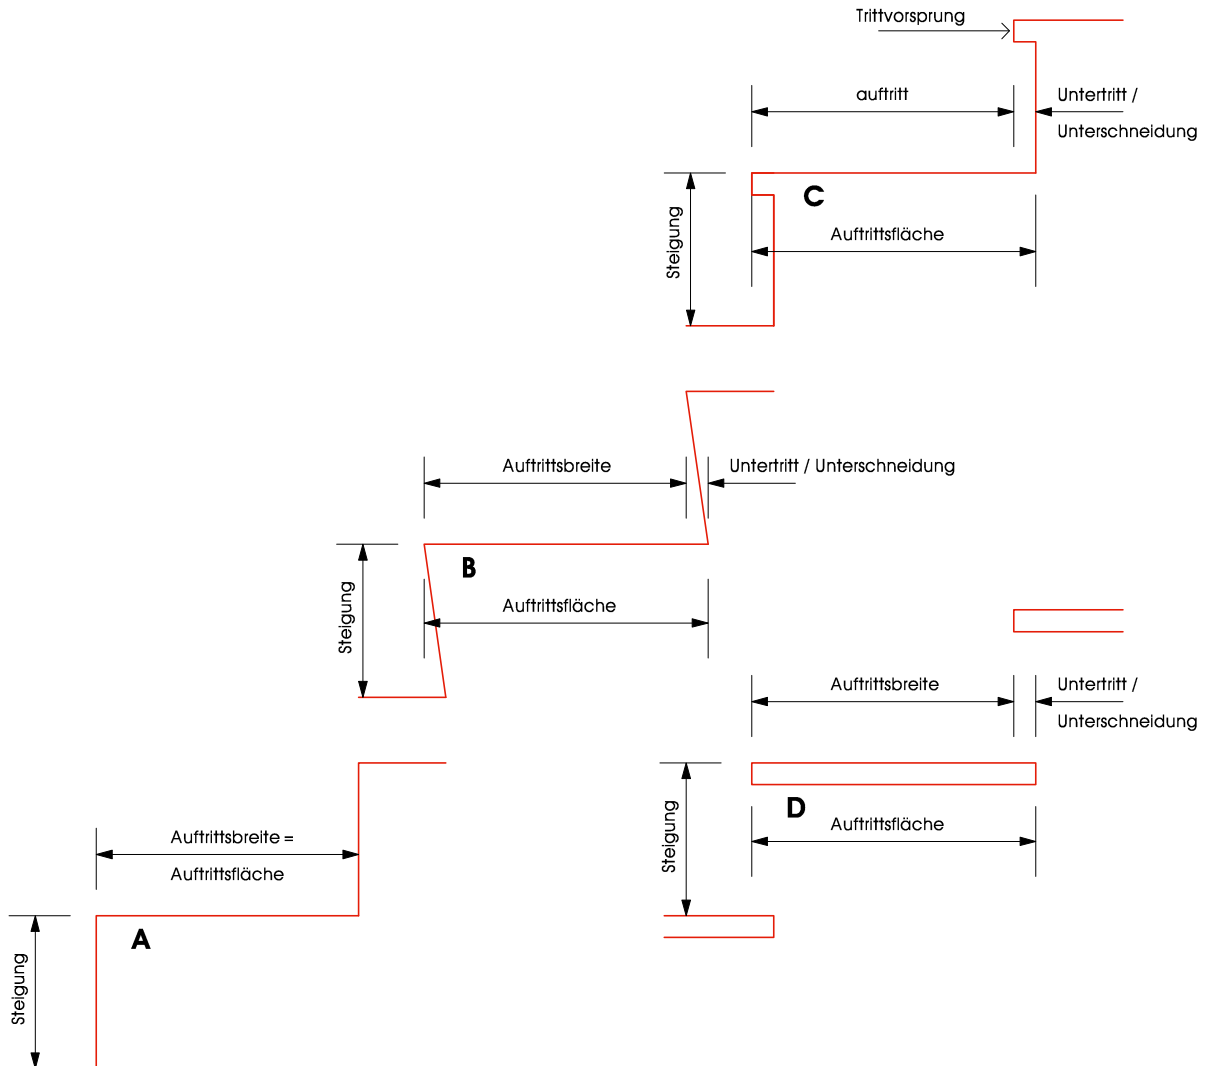 Trittvorsprung
auftritt
Untertritt /
Unterschneidung
Steigung
C
Auftrittsfläche
Auftrittsbreite
Untertritt / Unterschneidung
Steigung
B
Auftrittsfläche
Auftrittsbreite
Untertritt /
Unterschneidung
Steigung
D
Auftrittsfläche
Auftrittsbreite =
Auftrittsfläche
Steigung
A